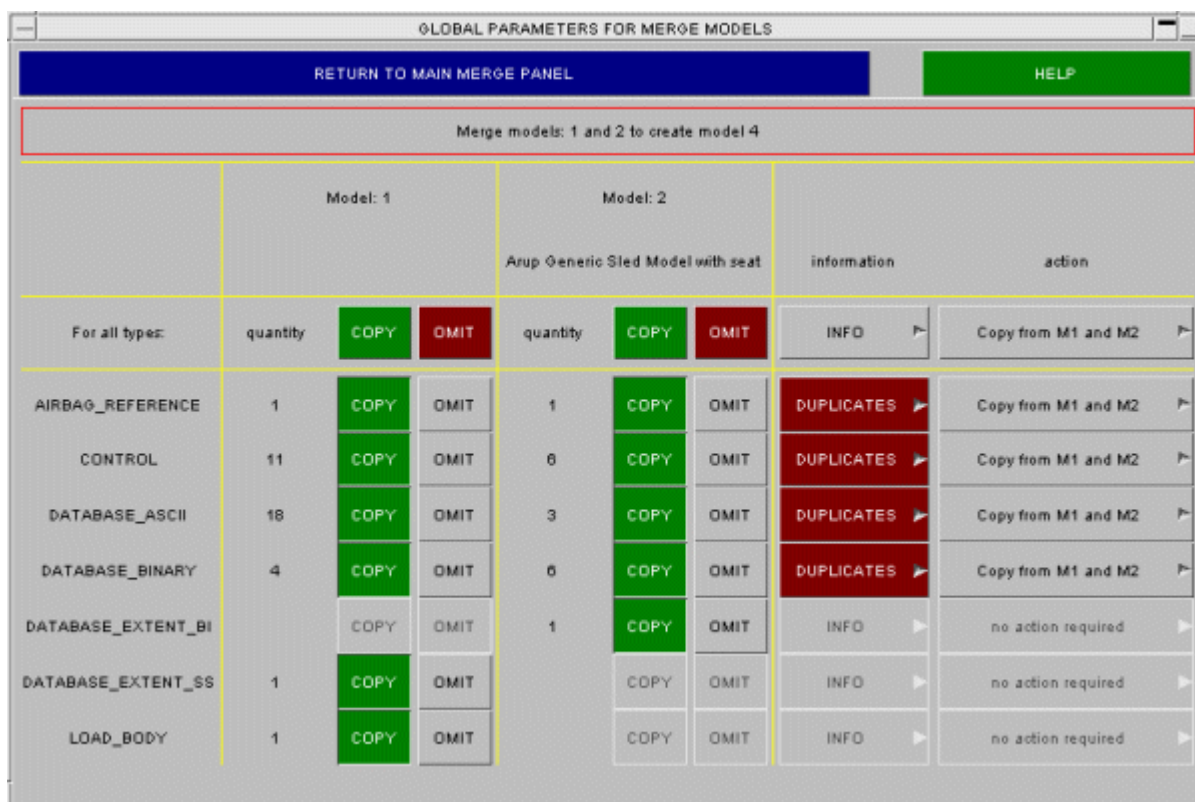 GLOBAL PARAMETERS FOR MERGE MODELS
RETURN TO MAIN MERGE PANEL HELP
Merge models: 1 and 2 to create model 4
Model: 1 Model: 2
Arup Generic Sled Model with seat information action
For all types: quantity COPY OMIT quantity COPY OMIT INFO Copy from M1 and M2
AIRBAG_REFERENCE 1 COPY OMIT 1 COPY OMIT DUPLICATES Copy from M1 and M2
CONTROL 11 COPY OMIT 6 COPY OMIT DUPLICATES Copy from M1 and M2
DATABASE_ASCII 18 COPY OMIT 3 COPY OMIT DUPLICATES Copy from M1 and M2
DATABASE_BINARY 4 COPY OMIT 6 COPY OMIT DUPLICATES Copy from M1 and M2
DATABASE_EXTENT_BI COPY OMIT 1 COPY OMIT INFO no action required
DATABASE_EXTENT_SS 1 COPY OMIT COPY OMIT INFO no action required
LOAD_BODY 1 COPY OMIT COPY OMIT INFO no action required